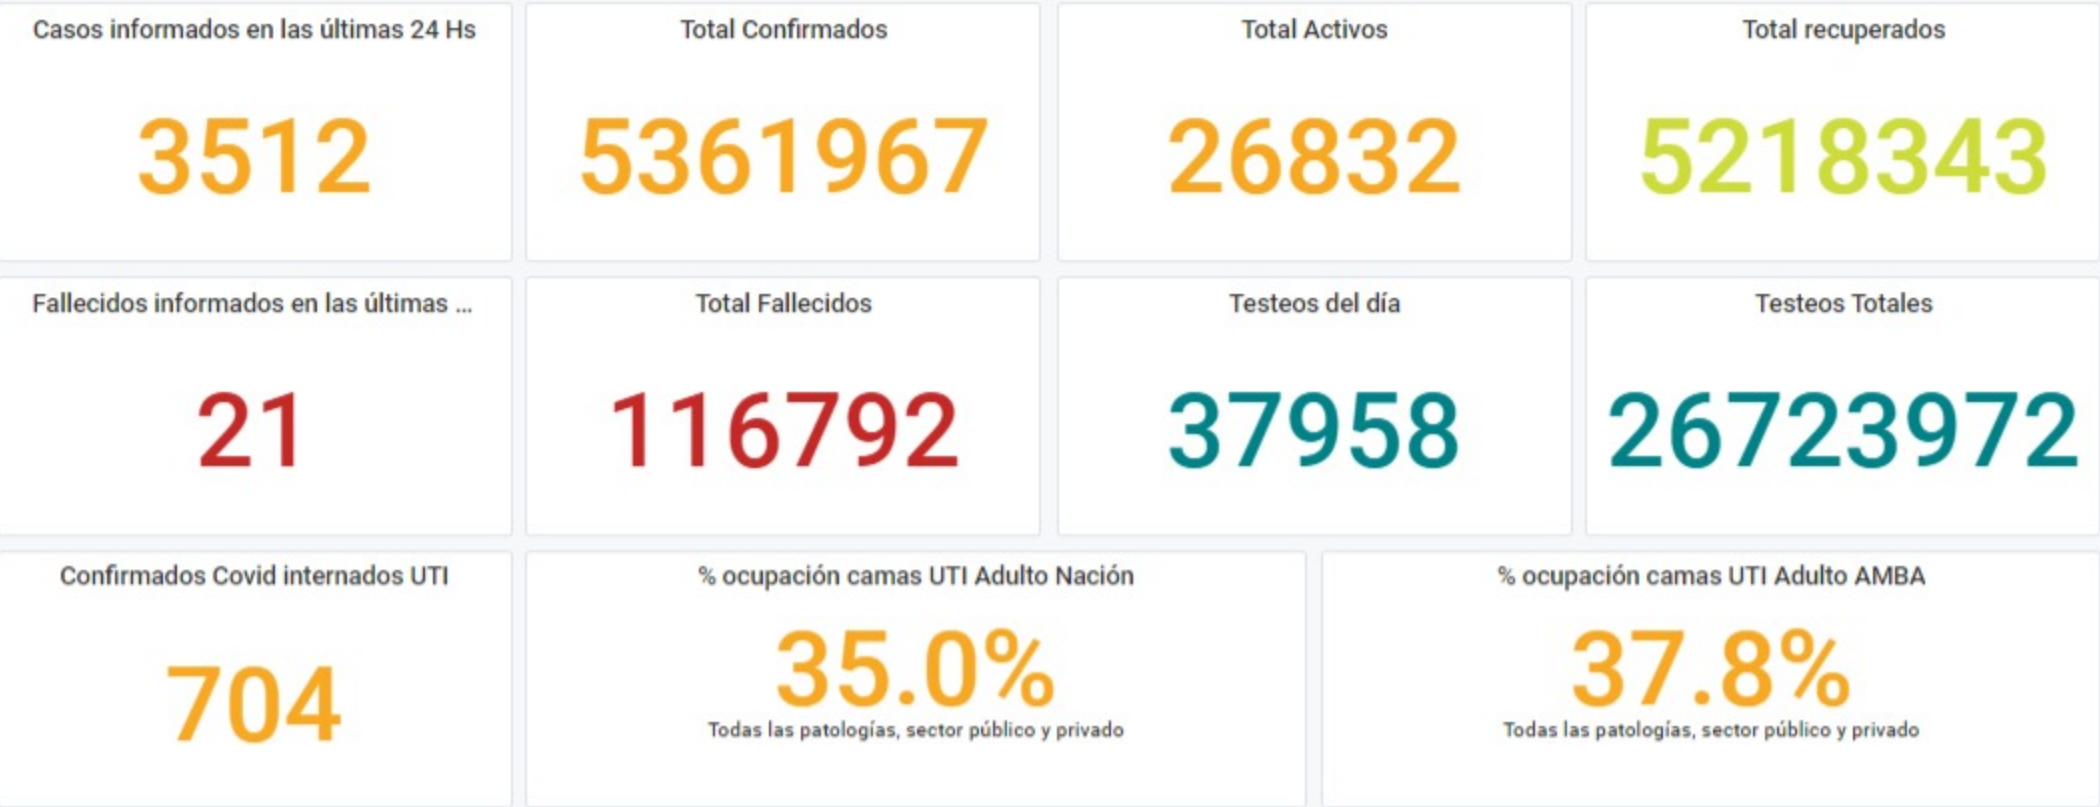 Casos informados en las últimas 24 Hs
3512
Total Confirmados
5361967
Total Activos
26832
Total recuperados
5218343
Fallecidos informados en las últimas ...
21
Total Fallecidos
116792
Testeos del día
37958
Testeos Totales
26723972
Confirmados Covid internados UTI
704
% ocupación camas UTI Adulto Nación
35.0%
Todas las patologías, sector público y privado
% ocupación camas UTI Adulto AMBA
37.8%
Todas las patologías, sector público y privado